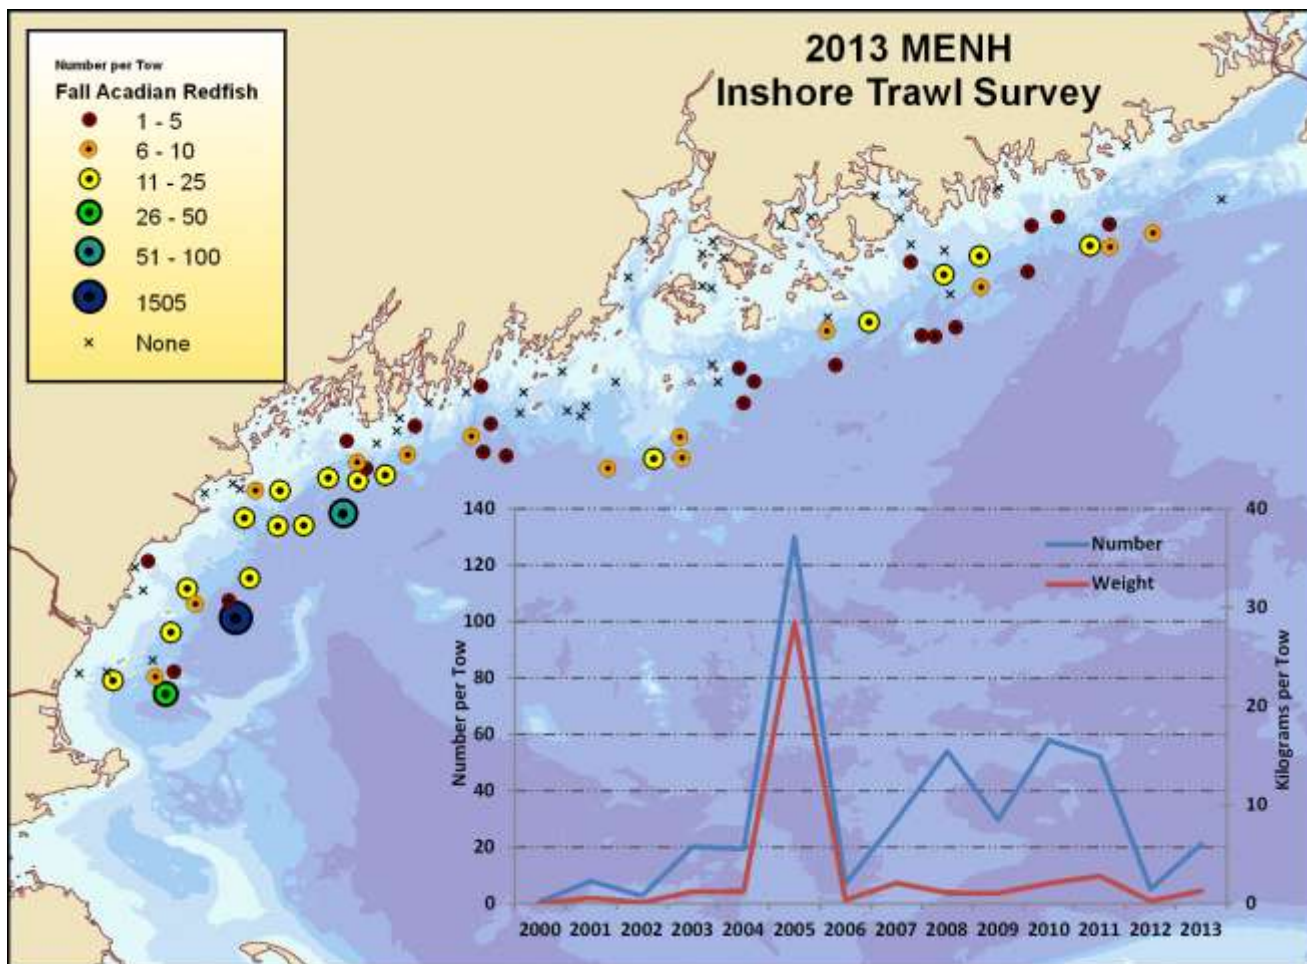 2013 MENH
Inshore Trawl Survey
Number per Tow
Fall Acadian Redfish
1 - 5
6 - 10
11 - 25
26 - 50
51 - 100
1505
None
140
120
100
80
60
40
20
0
Number per Tow
Number
Weight
40
30
20
10
0
Kilograms per Tow
2000 2001 2002 2003 2004 2005 2006 2007 2008 2009 2010 2011 2012 2013